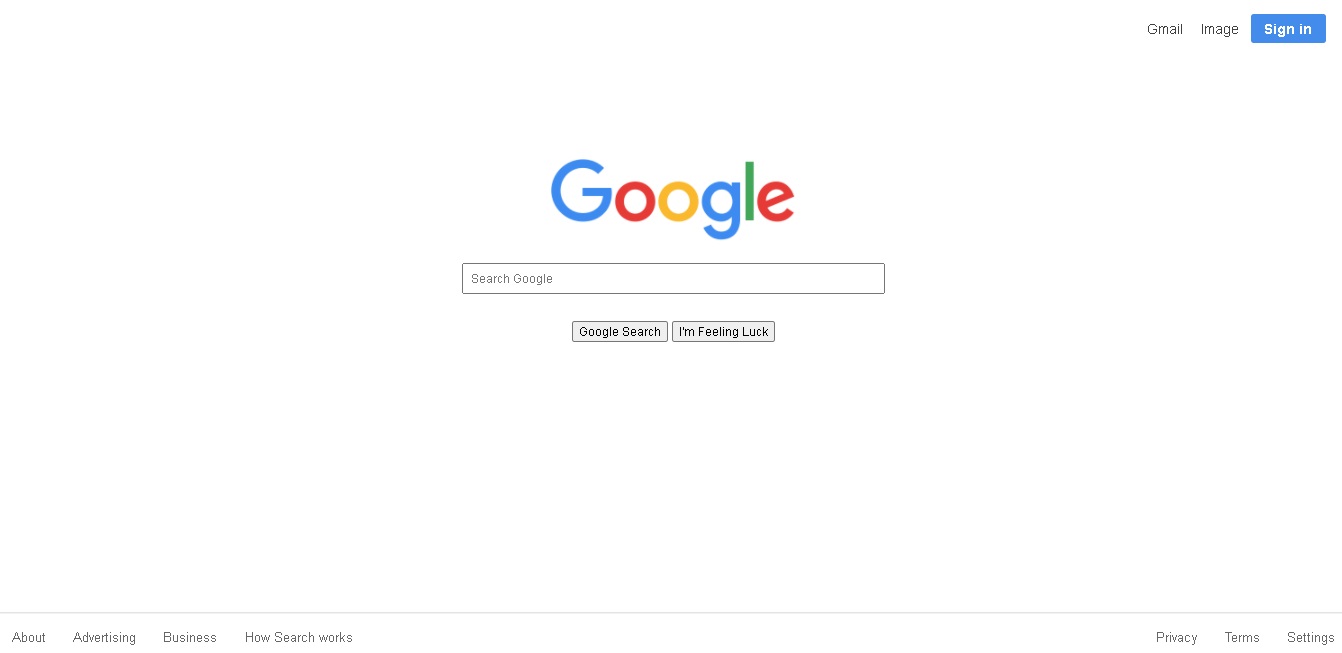 Gmail Image Sign in
Google
Search Google
Google Search I'm Feeling Luck
About Advertising Business How Search works Privacy Terms Settings